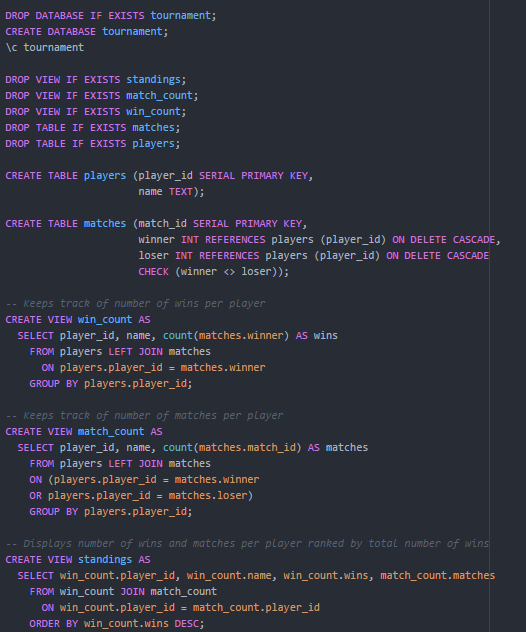 DROP DATABASE IF EXISTS tournament;
CREATE DATABASE tournament;
\c tournament

DROP VIEW IF EXISTS standings;
DROP VIEW IF EXISTS match_count;
DROP VIEW IF EXISTS win_count;
DROP TABLE IF EXISTS matches;
DROP TABLE IF EXISTS players;

CREATE TABLE players (player_id SERIAL PRIMARY KEY,
                      name TEXT);

CREATE TABLE matches (match_id SERIAL PRIMARY KEY,
                      winner INT REFERENCES players (player_id) ON DELETE CASCADE,
                      loser INT REFERENCES players (player_id) ON DELETE CASCADE
                      CHECK (winner <> loser));

-- Keeps track of number of wins per player
CREATE VIEW win_count AS
  SELECT player_id, name, count(matches.winner) AS wins
    FROM players LEFT JOIN matches
      ON players.player_id = matches.winner
    GROUP BY players.player_id;

-- Keeps track of number of matches per player
CREATE VIEW match_count AS
  SELECT player_id, name, count(matches.match_id) AS matches
    FROM players LEFT JOIN matches
    ON (players.player_id = matches.winner
    OR players.player_id = matches.loser)
    GROUP BY players.player_id;

-- Displays number of wins and matches per player ranked by total number of wins
CREATE VIEW standings AS
  SELECT win_count.player_id, win_count.name, win_count.wins, match_count.matches
    FROM win_count JOIN match_count
      ON win_count.player_id = match_count.player_id
    ORDER BY win_count.wins DESC;